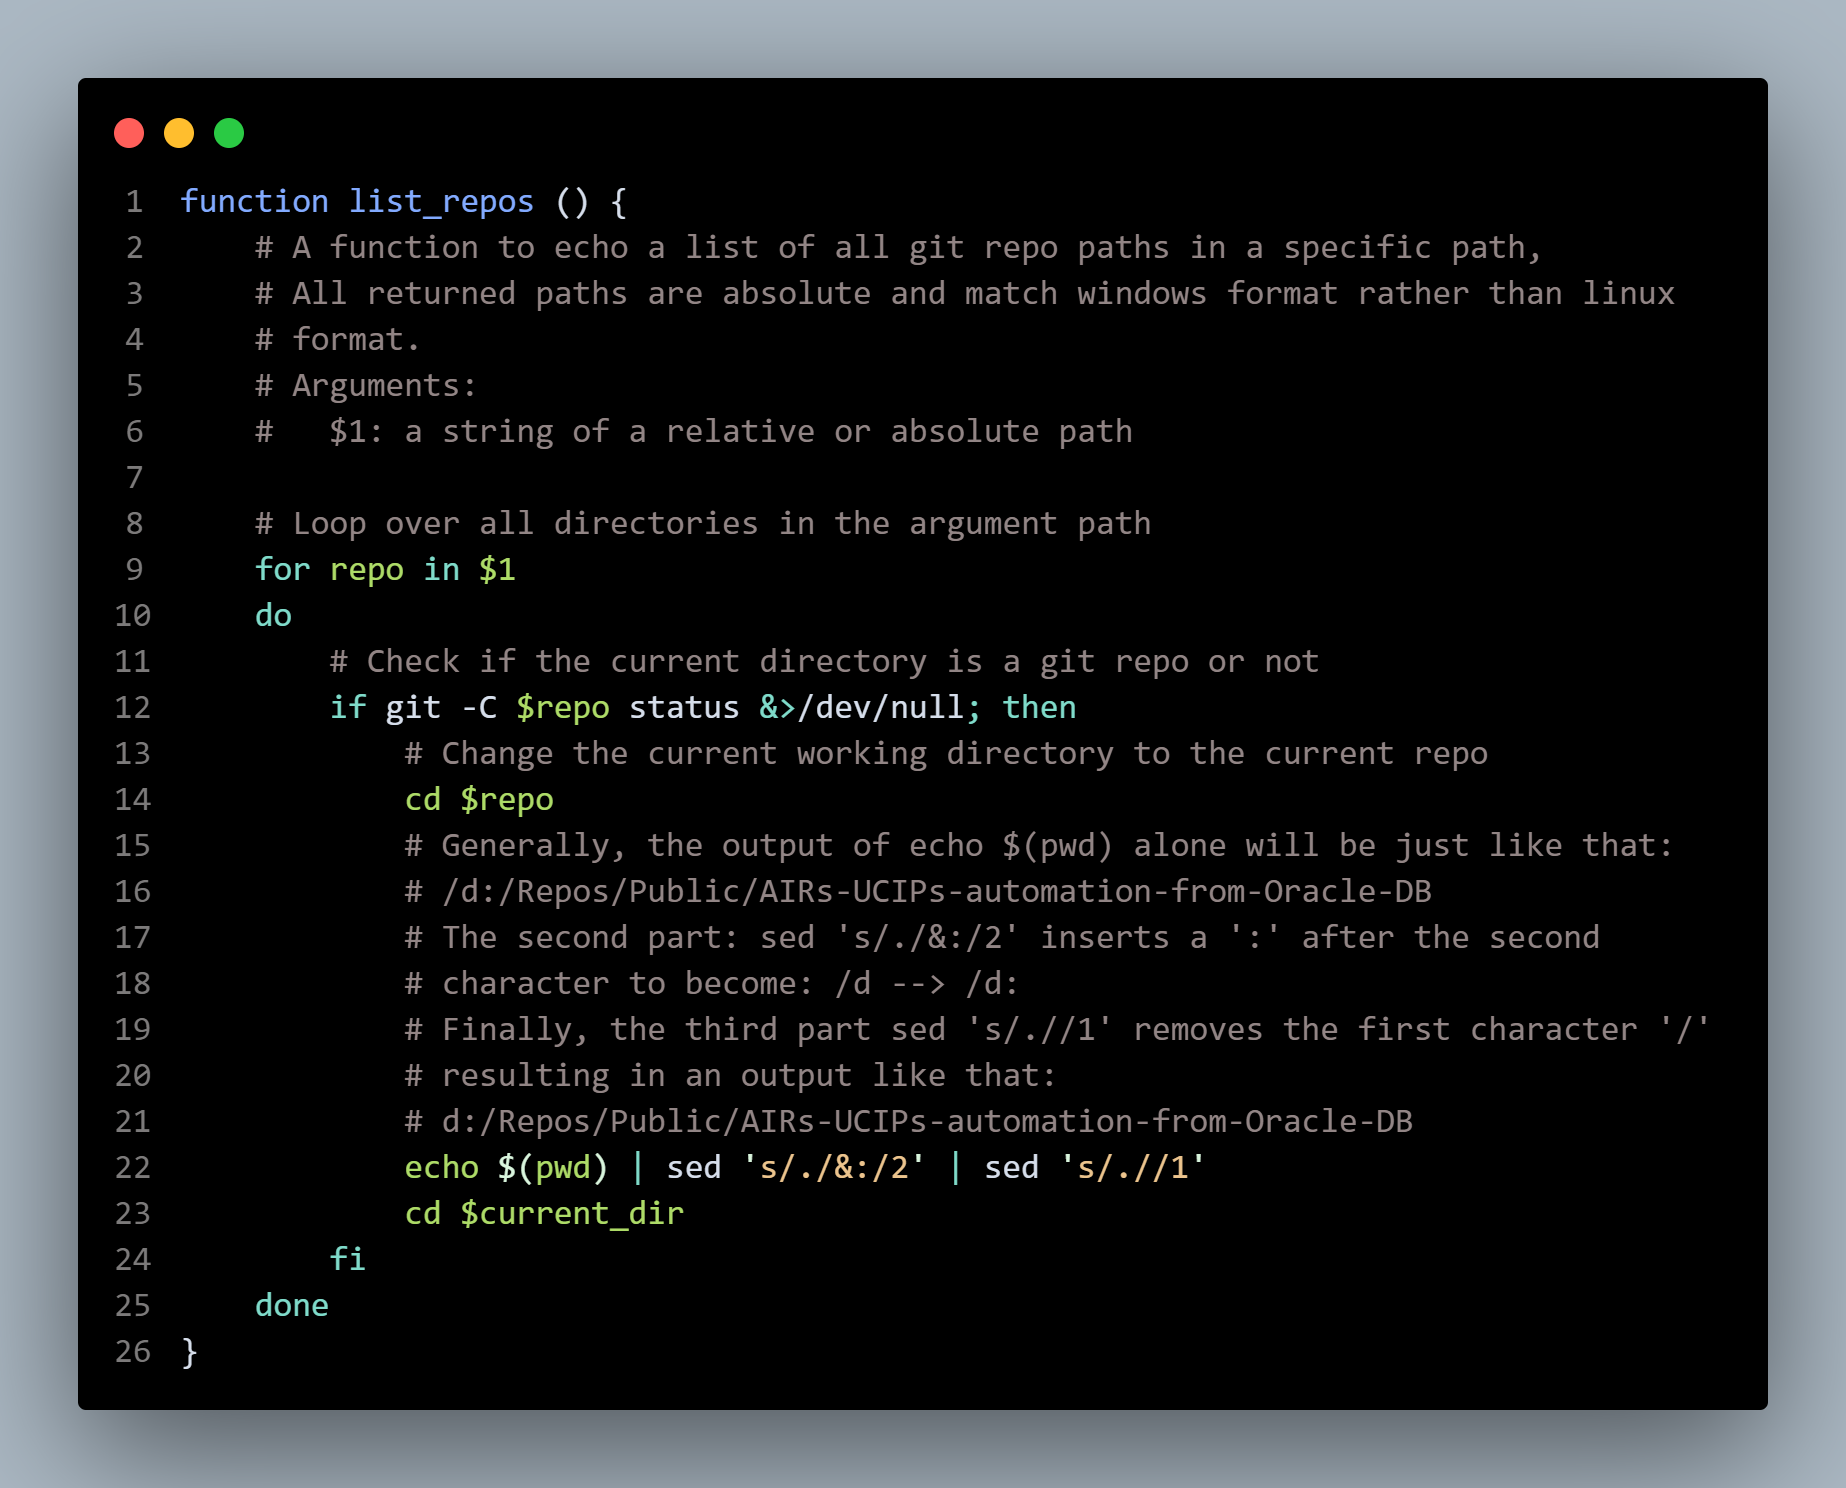 1 function list_repos () {
2     # A function to echo a list of all git repo paths in a specific path,
3     # All returned paths are absolute and match windows format rather than linux
4     # format.
5     # Arguments:
6     #   $1: a string of a relative or absolute path
7
8     # Loop over all directories in the argument path
9     for repo in $1
10     do
11         # Check if the current directory is a git repo or not
12         if git -C $repo status &>/dev/null; then
13             # Change the current working directory to the current repo
14             cd $repo
15             # Generally, the output of echo $(pwd) alone will be just like that:
16             # /d:/Repos/Public/AIRs-UCIPs-automation-from-Oracle-DB
17             # The second part: sed 's/./&:/2' inserts a ':' after the second
18             # character to become: /d --> /d:
19             # Finally, the third part sed 's/.//1' removes the first character '/'
20             # resulting in an output like that:
21             # d:/Repos/Public/AIRs-UCIPs-automation-from-Oracle-DB
22             echo $(pwd) | sed 's/./&:/2' | sed 's/.//1'
23             cd $current_dir
24         fi
25     done
26 }